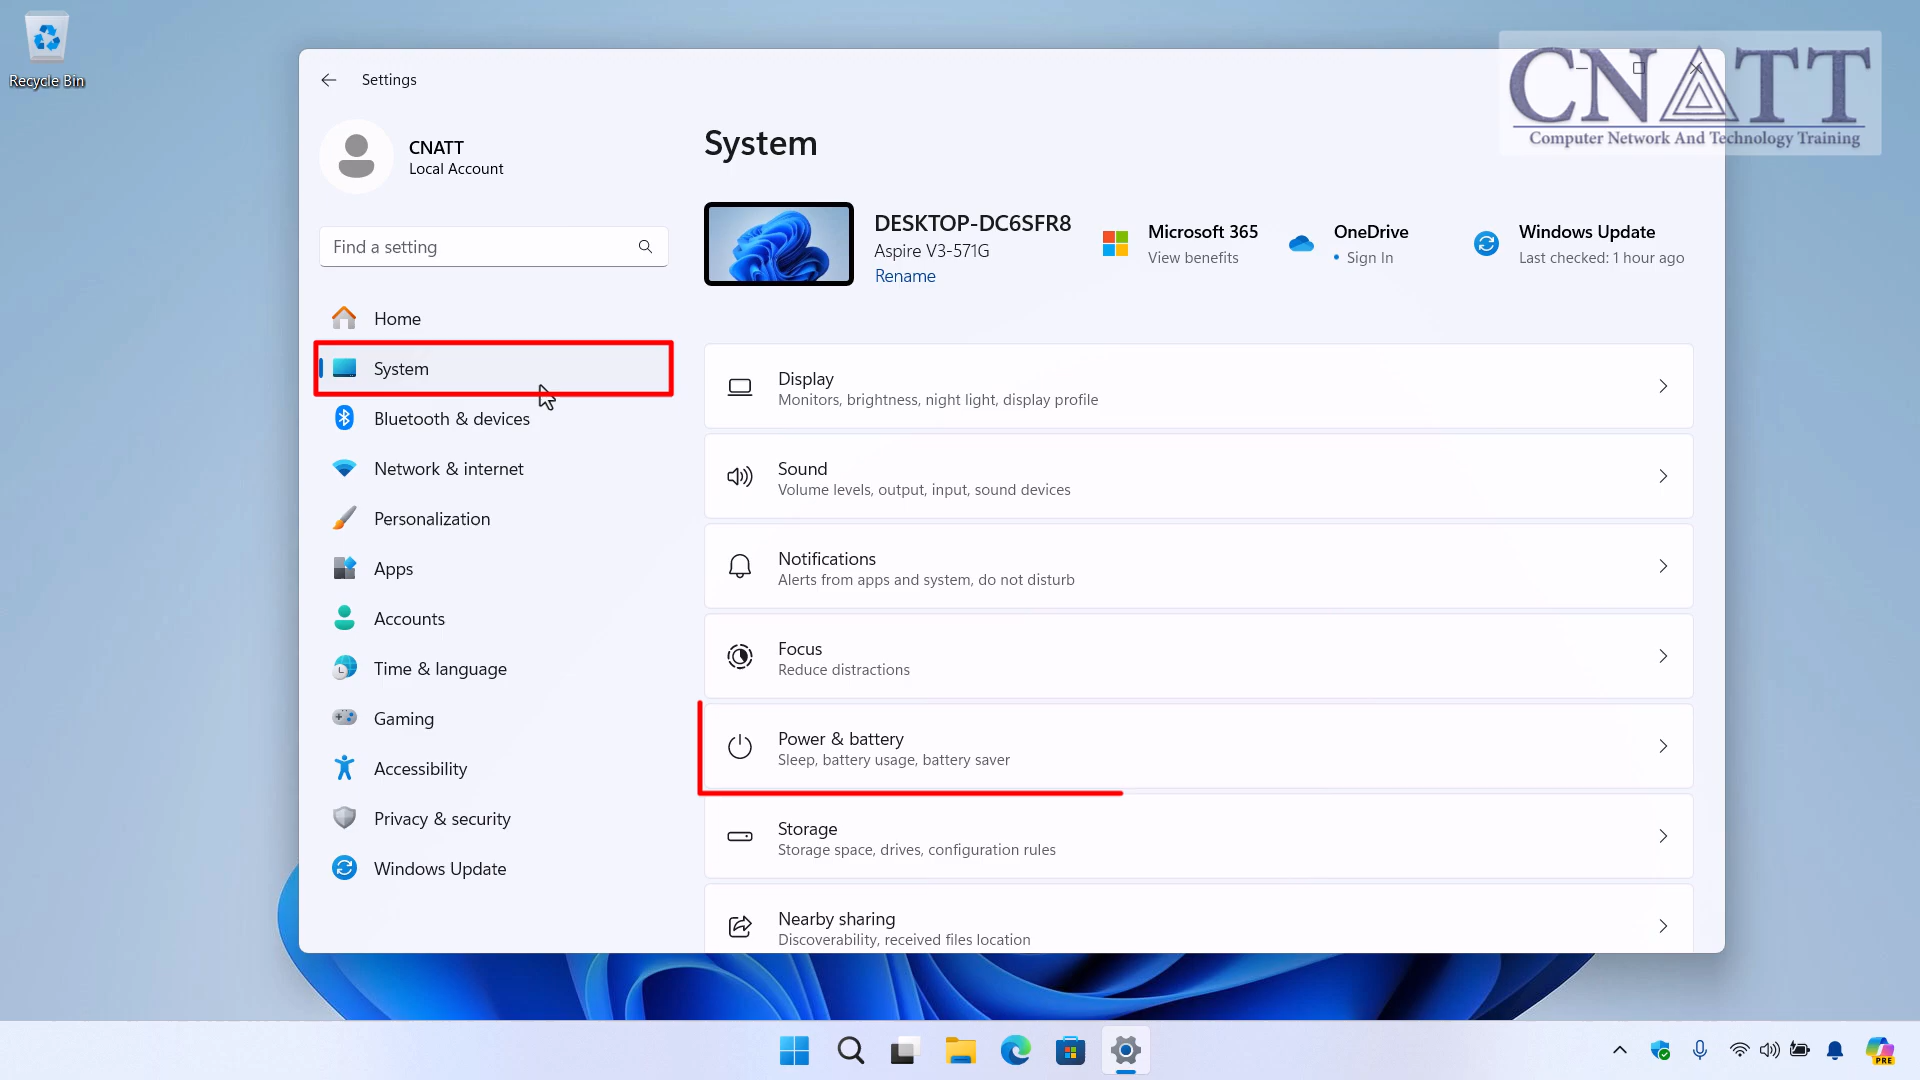 Recycle Bin
Settings
CNATT
Computer Network And Technology Training
CNATT
Local Account
Find a setting
Home
System
Bluetooth & devices
Network & internet
Personalization
Apps
Accounts
Time & language
Gaming
Accessibility
Privacy & security
Windows Update
System
DESKTOP-DC6SFR8
Aspire V3-571G
Rename
Microsoft 365
View benefits
OneDrive
• Sign In
Windows Update
Last checked: 1 hour ago
Display
Monitors, brightness, night light, display profile
Sound
Volume levels, output, input, sound devices
Notifications
Alerts from apps and system, do not disturb
Focus
Reduce distractions
Power & battery
Sleep, battery usage, battery saver
Storage
Storage space, drives, configuration rules
Nearby sharing
Discoverability, received files location
PRE